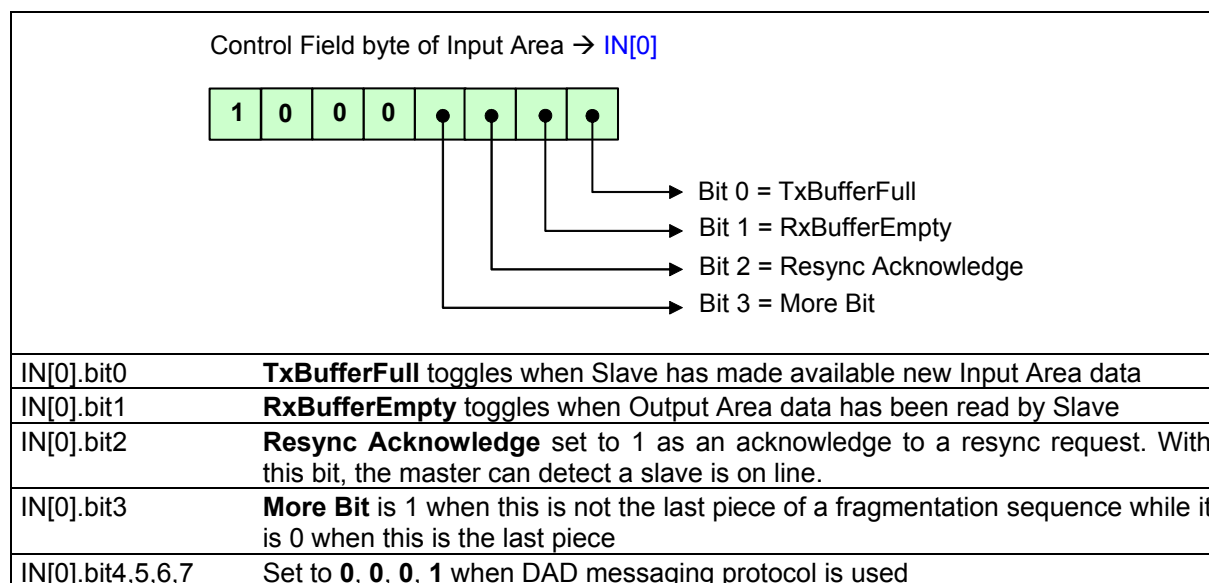 Control Field byte of Input Area → IN[0]
1 0 0 0
Bit 0 = TxBufferFull
Bit 1 = RxBufferEmpty
Bit 2 = Resync Acknowledge
Bit 3 = More Bit
IN[0].bit0 TxBufferFull toggles when Slave has made available new Input Area data
IN[0].bit1 RxBufferEmpty toggles when Output Area data has been read by Slave
IN[0].bit2 Resync Acknowledge set to 1 as an acknowledge to a resync request. With
this bit, the master can detect a slave is on line.
IN[0].bit3 More Bit is 1 when this is not the last piece of a fragmentation sequence while it
is 0 when this is the last piece
IN[0].bit4,5,6,7 Set to 0, 0, 0, 1 when DAD messaging protocol is used